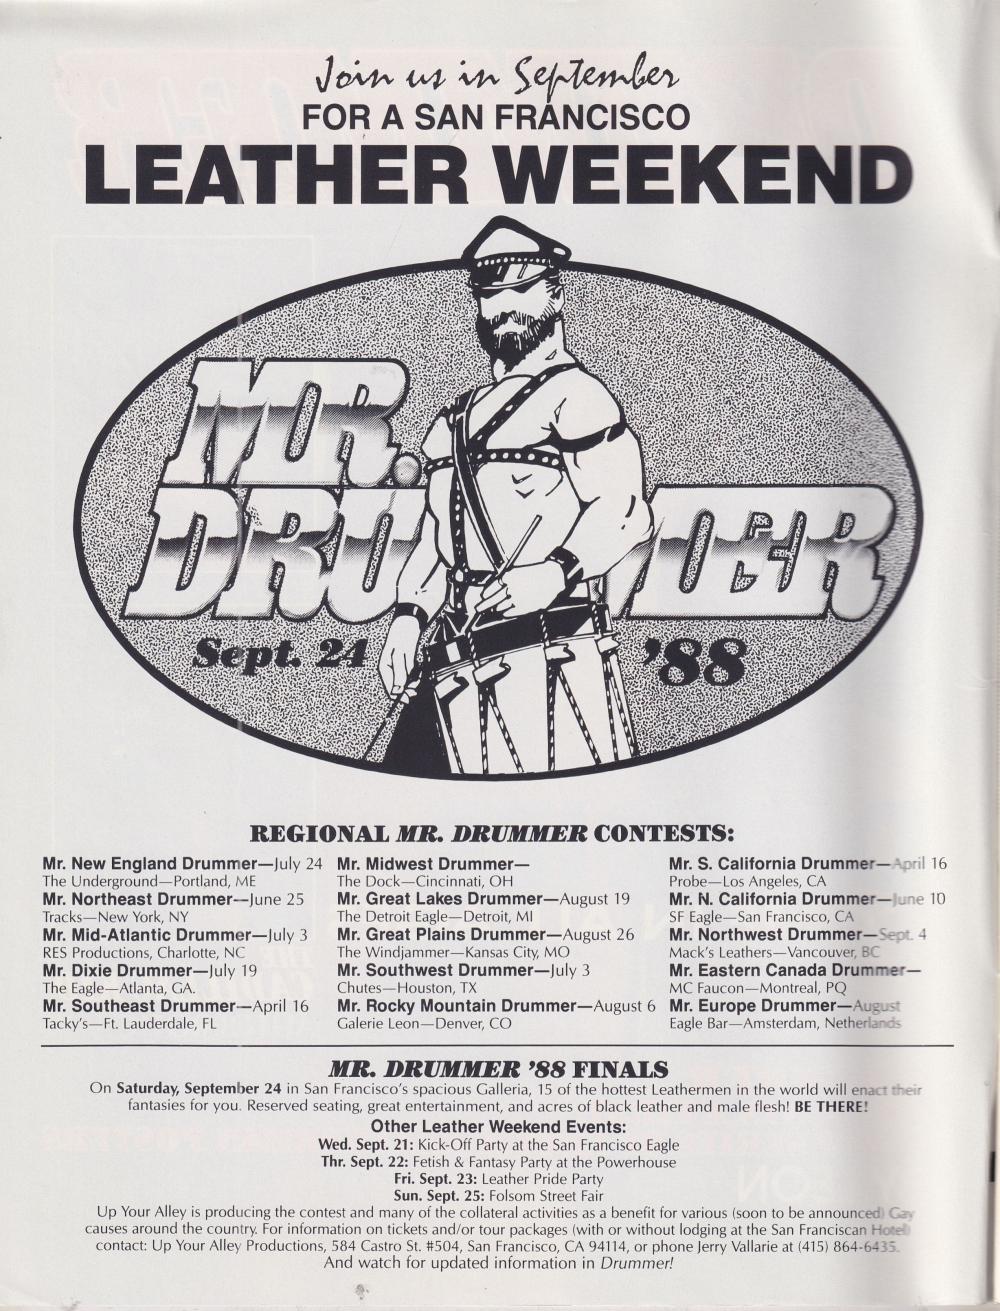 Join us in September
FOR A SAN FRANCISCO
LEATHER WEEKEND
MR.
DRUMMER
Sept. 24 '88
REGIONAL MR. DRUMMER CONTESTS:
Mr. New England Drummer—July 24
The Underground—Portland, ME
Mr. Northeast Drummer—June 25
Tracks—New York, NY
Mr. Mid-Atlantic Drummer—July 3
RES Productions, Charlotte, NC
Mr. Dixie Drummer—July 19
The Eagle—Atlanta, GA.
Mr. Southeast Drummer—April 16
Tacky's—Ft. Lauderdale, FL
Mr. Midwest Drummer—
The Dock—Cincinnati, OH
Mr. Great Lakes Drummer—August 19
The Detroit Eagle—Detroit, MI
Mr. Great Plains Drummer—August 26
The Windjammer—Kansas City, MO
Mr. Southwest Drummer—July 3
Chutes—Houston, TX
Mr. Rocky Mountain Drummer—August 6
Galerie Leon—Denver, CO
Mr. S. California Drummer—April 16
Probe—Los Angeles, CA
Mr. N. California Drummer—June 10
SF Eagle—San Francisco, CA
Mr. Northwest Drummer—Sept. 4
Mack's Leathers—Vancouver, BC
Mr. Eastern Canada Drummer—
MC Faucon—Montreal, PQ
Mr. Europe Drummer—August
Eagle Bar—Amsterdam, Netherlands
MR. DRUMMER '88 FINALS
On Saturday, September 24 in San Francisco's spacious Galleria, 15 of the hottest Leathermen in the world will enact their
fantasies for you. Reserved seating, great entertainment, and acres of black leather and male flesh! BE THERE!
Other Leather Weekend Events:
Wed. Sept. 21: Kick-Off Party at the San Francisco Eagle
Thr. Sept. 22: Fetish & Fantasy Party at the Powerhouse
Fri. Sept. 23: Leather Pride Party
Sun. Sept. 25: Folsom Street Fair
Up Your Alley is producing the contest and many of the collateral activities as a benefit for various (soon to be announced) Gay
causes around the country. For information on tickets and/or tour packages (with or without lodging at the San Franciscan Hotel)
contact: Up Your Alley Productions, 584 Castro St. #504, San Francisco, CA 94114, or phone Jerry Vallarie at (415) 864-6435.
And watch for updated information in Drummer!